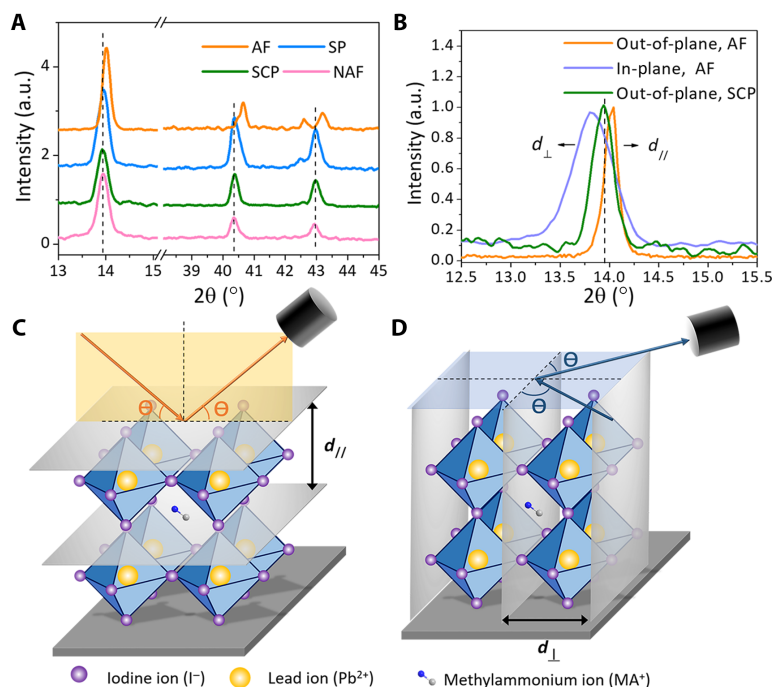 A
AF
SP
SCP
NAF
Intensity (a.u.)
4
2
0
13
14
15
40
41
42
43
44
45
2θ (°)
B
Out-of-plane, AF
In-plane, AF
Out-of-plane, SCP
d⊥
d//
Intensity (a.u.)
1.4
1.2
1.0
0.8
0.6
0.4
0.2
0.0
12.5
13.0
13.5
14.0
14.5
15.0
15.5
2θ (°)
C
Θ
Θ
d//
D
Θ
Θ
d⊥
Iodine ion (I⁻)
Lead ion (Pb²⁺)
Methylammonium ion (MA⁺)